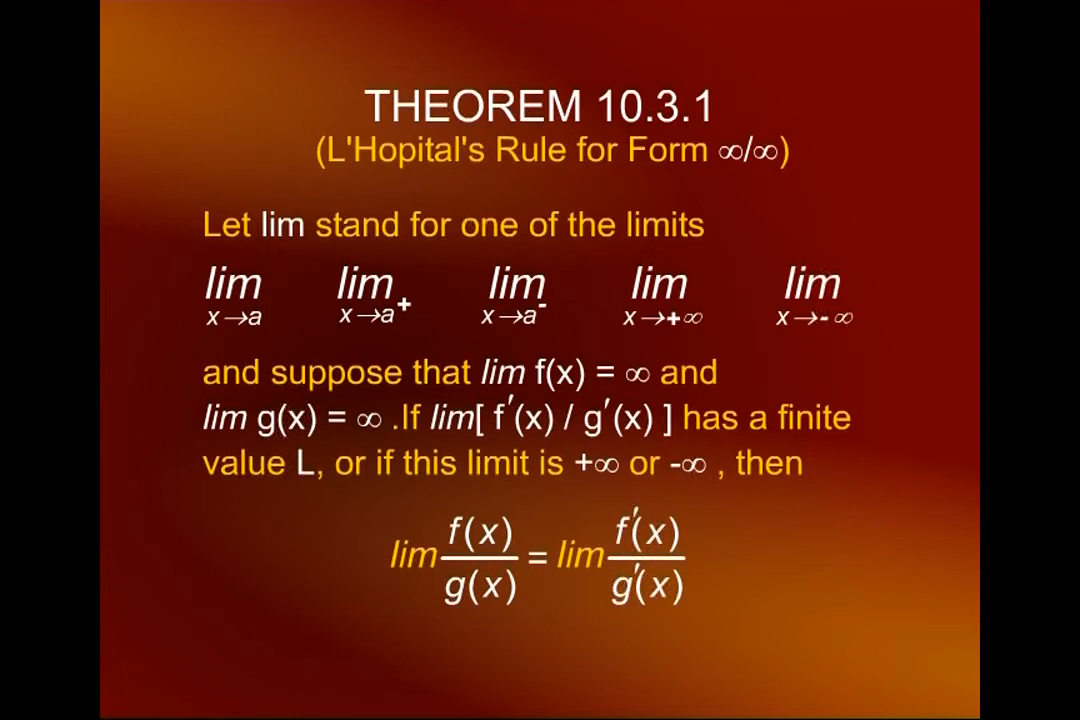 THEOREM 10.3.1
(L'Hopital's Rule for Form ∞/∞)
Let lim stand for one of the limits
lim lim lim lim lim
x→a x→a+ x→a- x→+∞ x→-∞
and suppose that lim f(x) = ∞ and
lim g(x) = ∞ .If lim[ f′(x) / g′(x) ] has a finite
value L, or if this limit is +∞ or -∞ , then
lim f(x)/g(x) = lim f′(x)/g′(x)